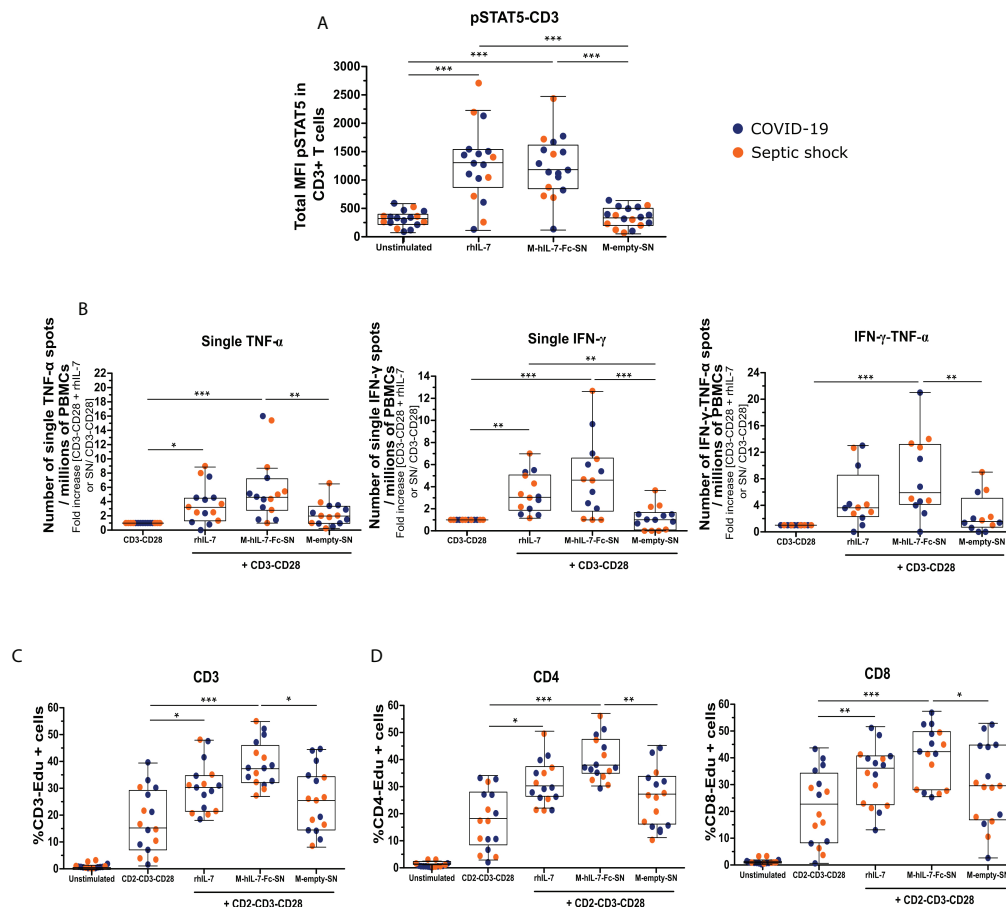 A
pSTAT5-CD3
***
***
***
***
Total MFI pSTAT5 in
CD3+ T cells
3000
2500
2000
1500
1000
500
0
Unstimulated
rhIL-7
M-hIL-7-Fc-SN
M-empty-SN
COVID-19
Septic shock
B
Single TNF-α
Number of single TNF-α spots
/ millions of PBMCs
Fold increase [CD3-CD28 + rhIL-7
or SN/ CD3-CD28]
22
20
18
16
14
12
10
8
6
4
2
0
***
**
*
CD3-CD28
rhIL-7
M-hIL-7-Fc-SN
M-empty-SN
+ CD3-CD28
Single IFN-γ
Number of single IFN-γ spots
/ millions of PBMCs
Fold increase [CD3-CD28 + rhIL-7
or SN/ CD3-CD28]
14
12
10
8
6
4
2
0
**
***
***
**
CD3-CD28
rhIL-7
M-hIL-7-Fc-SN
M-empty-SN
+ CD3-CD28
IFN-γ-TNF-α
Number of IFN-γ-TNF-α spots
/ millions of PBMCs
Fold increase [CD3-CD28 + rhIL-7
or SN/ CD3-CD28]
24
20
16
12
8
4
0
***
**
CD3-CD28
rhIL-7
M-hIL-7-Fc-SN
M-empty-SN
+ CD3-CD28
C
CD3
%CD3-Edu + cells
60
50
40
30
20
10
0
***
*
*
Unstimulated
CD2-CD3-CD28
rhIL-7
M-hIL-7-Fc-SN
M-empty-SN
+ CD2-CD3-CD28
D
CD4
%CD4-Edu + cells
60
50
40
30
20
10
0
***
**
*
Unstimulated
CD2-CD3-CD28
rhIL-7
M-hIL-7-Fc-SN
M-empty-SN
+ CD2-CD3-CD28
CD8
%CD8-Edu + cells
60
50
40
30
20
10
0
***
*
**
Unstimulated
CD2-CD3-CD28
rhIL-7
M-hIL-7-Fc-SN
M-empty-SN
+ CD2-CD3-CD28